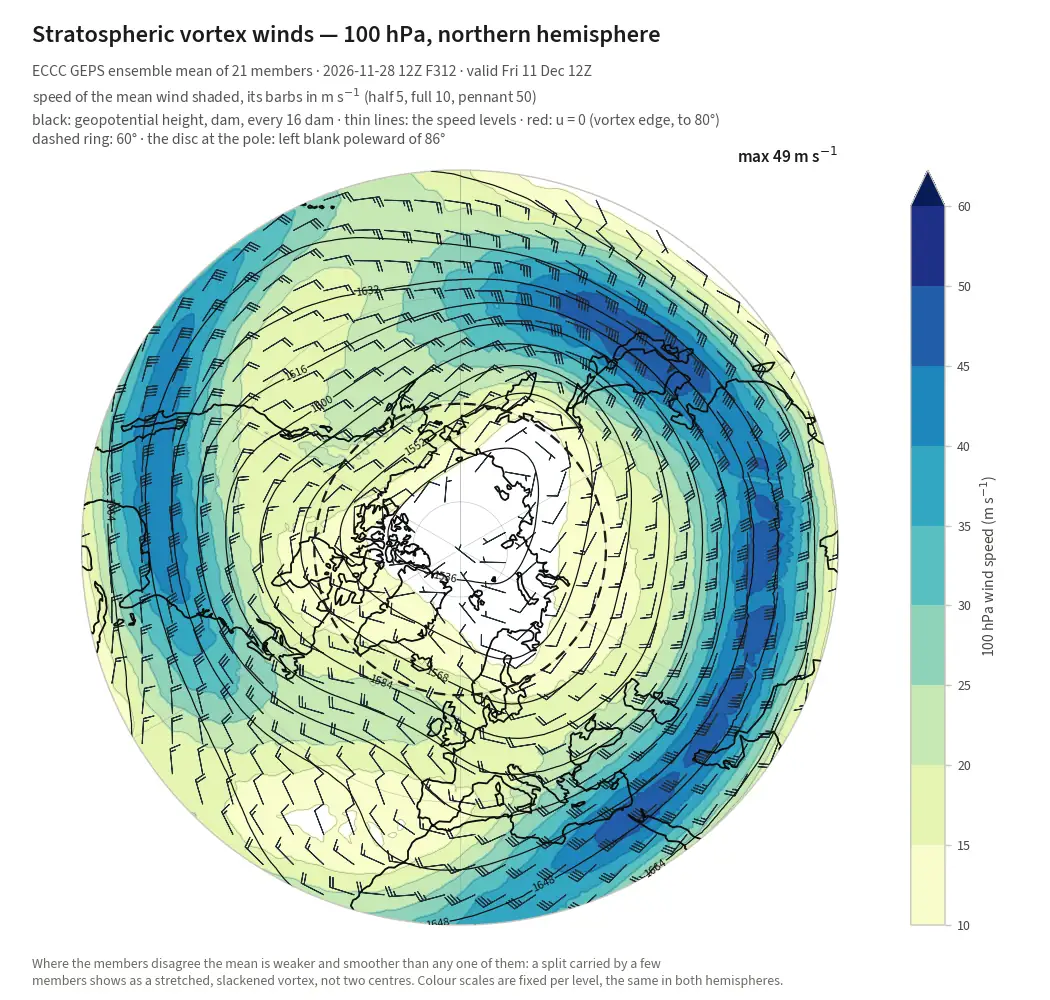 Stratospheric vortex winds — 100 hPa, northern hemisphere
ECCC GEPS ensemble mean of 21 members · 2026-11-28 12Z F312 · valid Fri 11 Dec 12Z
speed of the mean wind shaded, its barbs in m s⁻¹ (half 5, full 10, pennant 50)
black: geopotential height, dam, every 16 dam · thin lines: the speed levels · red: u = 0 (vortex edge, to 80°)
dashed ring: 60° · the disc at the pole: left blank poleward of 86°
max 49 m s⁻¹
60
50
45
40
35
30
25
20
15
10
100 hPa wind speed (m s⁻¹)
1632
1616
1600
1552
1584
1648
1664
1648
Where the members disagree the mean is weaker and smoother than any one of them: a split carried by a few
members shows as a stretched, slackened vortex, not two centres. Colour scales are fixed per level, the same in both hemispheres.